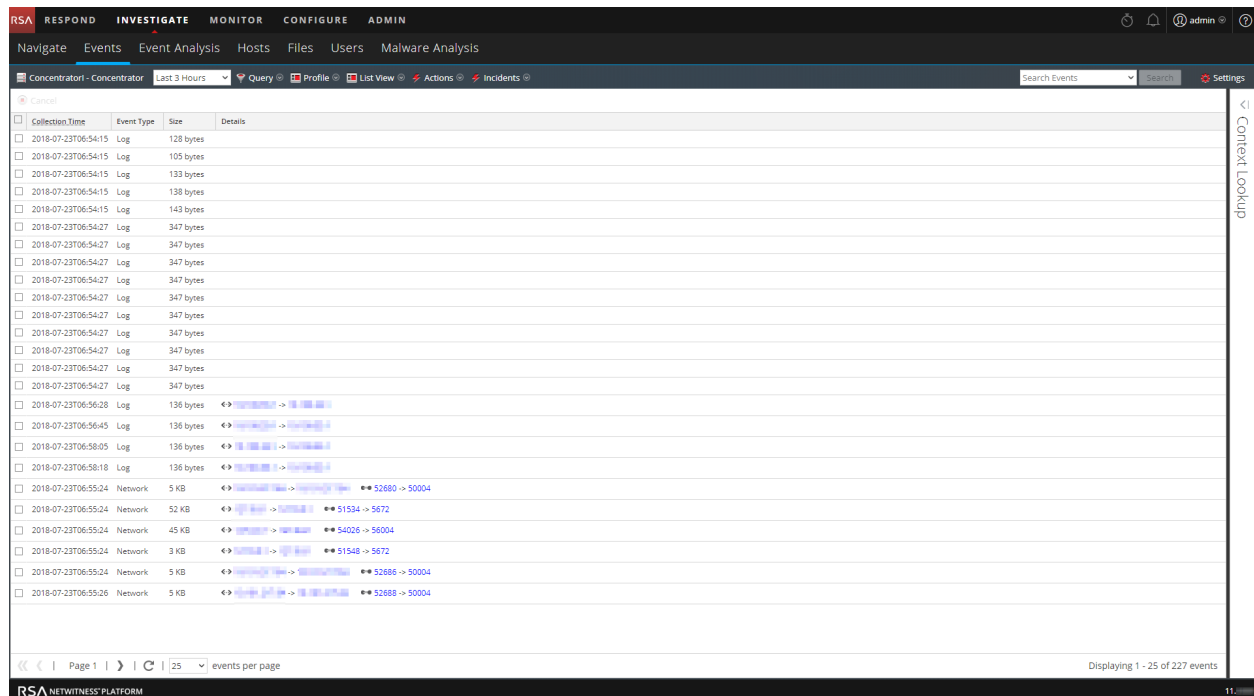 RSA RESPOND INVESTIGATE MONITOR CONFIGURE ADMIN admin
Navigate Events Event Analysis Hosts Files Users Malware Analysis
Concentratorl - Concentrator Last 3 Hours Query Profile List View Actions Incidents Search Events Search Settings
Cancel
Collection Time Event Type Size Details
2018-07-23T06:54:15 Log 128 bytes
2018-07-23T06:54:15 Log 105 bytes
2018-07-23T06:54:15 Log 133 bytes
2018-07-23T06:54:15 Log 138 bytes
2018-07-23T06:54:15 Log 143 bytes
2018-07-23T06:54:27 Log 347 bytes
2018-07-23T06:54:27 Log 347 bytes
2018-07-23T06:54:27 Log 347 bytes
2018-07-23T06:54:27 Log 347 bytes
2018-07-23T06:54:27 Log 347 bytes
2018-07-23T06:54:27 Log 347 bytes
2018-07-23T06:54:27 Log 347 bytes
2018-07-23T06:54:27 Log 347 bytes
2018-07-23T06:54:27 Log 347 bytes
2018-07-23T06:54:27 Log 347 bytes
2018-07-23T06:56:28 Log 136 bytes ->
2018-07-23T06:56:45 Log 136 bytes ->
2018-07-23T06:58:05 Log 136 bytes ->
2018-07-23T06:58:18 Log 136 bytes ->
2018-07-23T06:55:24 Network 5 KB -> 52680 -> 50004
2018-07-23T06:55:24 Network 52 KB -> 51534 -> 5672
2018-07-23T06:55:24 Network 45 KB -> 54026 -> 56004
2018-07-23T06:55:24 Network 3 KB -> 51548 -> 5672
2018-07-23T06:55:24 Network 5 KB -> 52686 -> 50004
2018-07-23T06:55:26 Network 5 KB -> 52688 -> 50004
Context Lookup
Page 1 25 events per page Displaying 1 - 25 of 227 events
RSA NETWITNESS® PLATFORM 11.